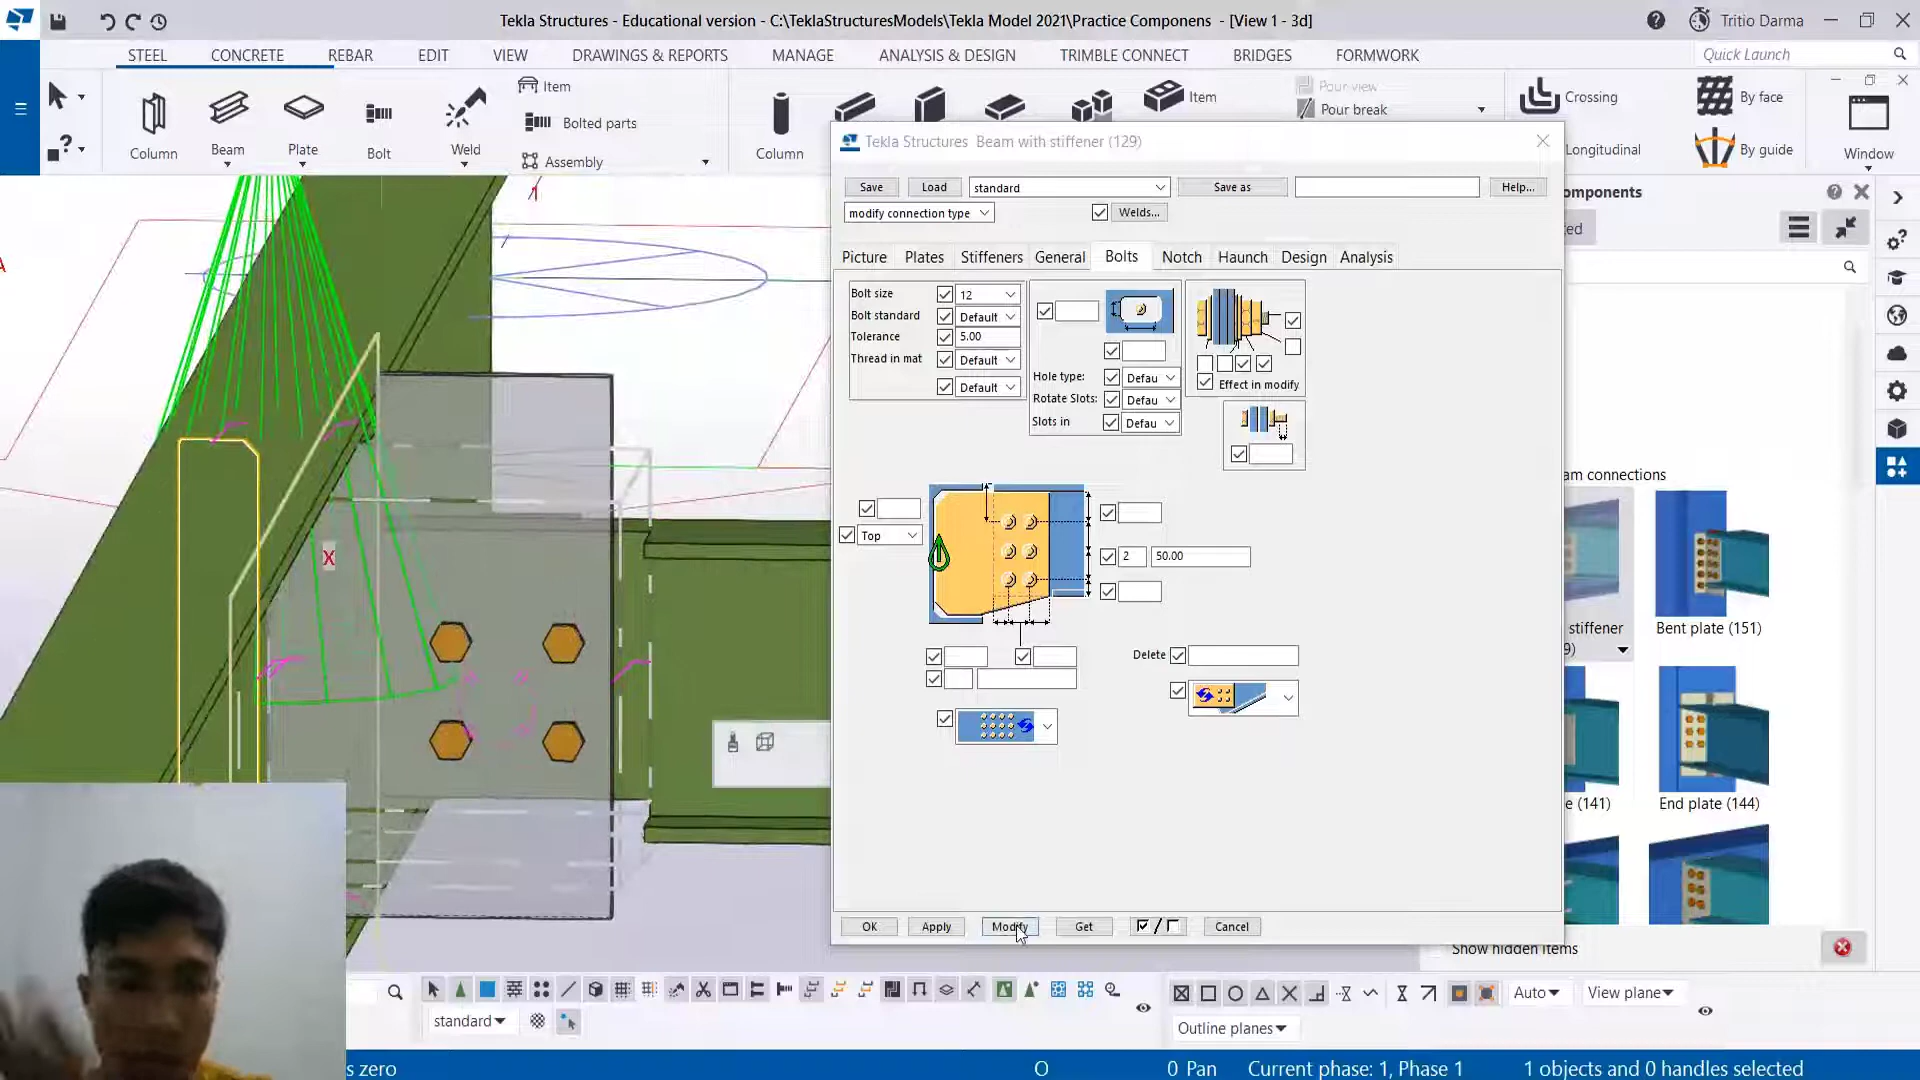 Tekla Structures - Educational version - C:\TeklaStructuresModels\Tekla Model 2021\Practice Componens - [View 1 - 3d]
Tritio Darma
STEEL CONCRETE REBAR EDIT VIEW DRAWINGS & REPORTS MANAGE ANALYSIS & DESIGN TRIMBLE CONNECT BRIDGES FORMWORK
Quick Launch
Column Beam Plate Bolt Weld
Item
Bolted parts
Assembly
Column
Item
Pour view
Pour break
Crossing
Longitudinal
By face
By guide
Window
Tekla Structures Beam with stiffener (129)
Save Load standard Save as Help...
modify connection type Welds...
Picture Plates Stiffeners General Bolts Notch Haunch Design Analysis
Bolt size 12
Bolt standard Default
Tolerance 5.00
Thread in mat Default
Default
Hole type: Defau
Rotate Slots: Defau
Slots in Defau
Effect in modify
Top
2 50.00
Delete
OK Apply Modify Get / Cancel
omponents
ed
am connections
stiffener
9)
Bent plate (151)
e (141)
End plate (144)
Show hidden items
X
A
standard
Auto
View plane
Outline planes
s zero
O
0 Pan
Current phase: 1, Phase 1
1 objects and 0 handles selected